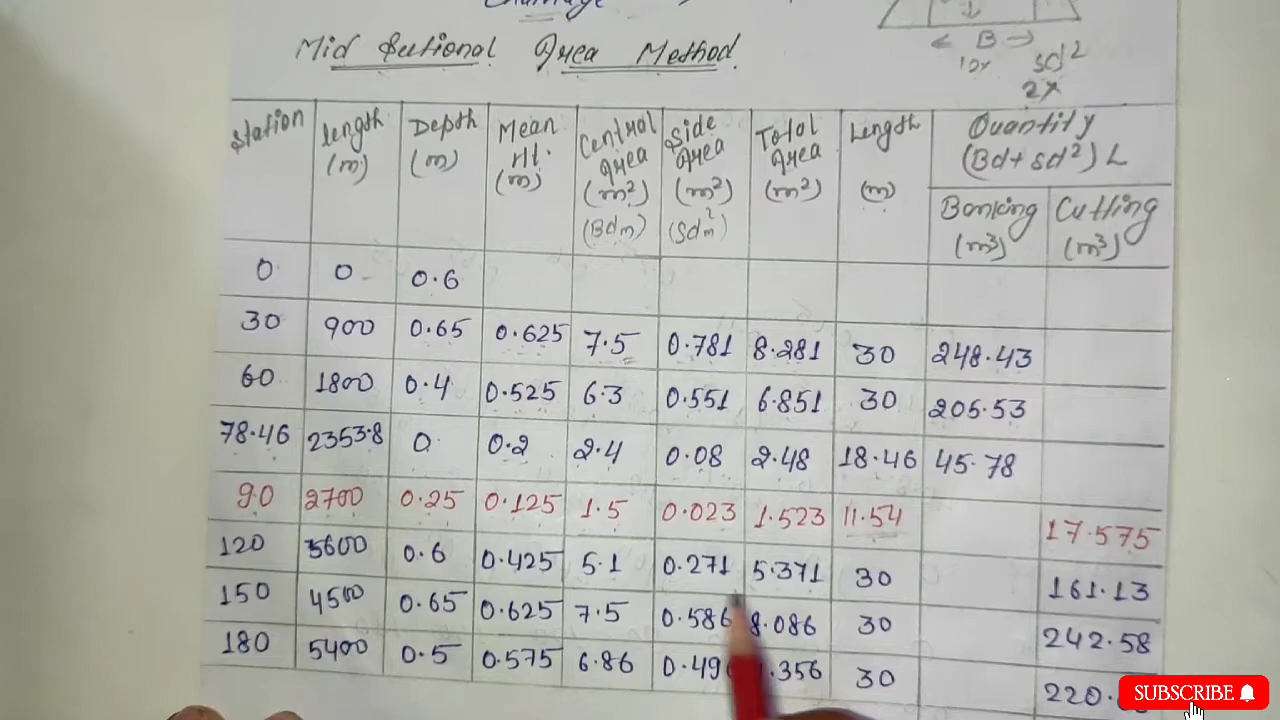 Mid Sectional Area Method
B
12x
sd²
2x
Station Length (m) Depth (m) Mean Ht. (m) Central Area (m²) (Bdm) Side Area (m²) (Sdm²) Total Area (m²) Length (m) Quantity (Bd+sd²) L
Banking (m³) Cutting (m³)
0 0 0.6
30 900 0.65 0.625 7.5 0.781 8.281 30 248.43
60 1800 0.4 0.525 6.3 0.551 6.851 30 205.53
78.46 2353.8 0 0.2 2.4 0.08 2.48 18.46 45.78
90 2700 0.25 0.125 1.5 0.023 1.523 11.54 17.575
120 3600 0.6 0.425 5.1 0.271 5.371 30 161.13
150 4500 0.65 0.625 7.5 0.586 8.086 30 242.58
180 5400 0.5 0.575 6.86 .356 30
SUBSCRIBE